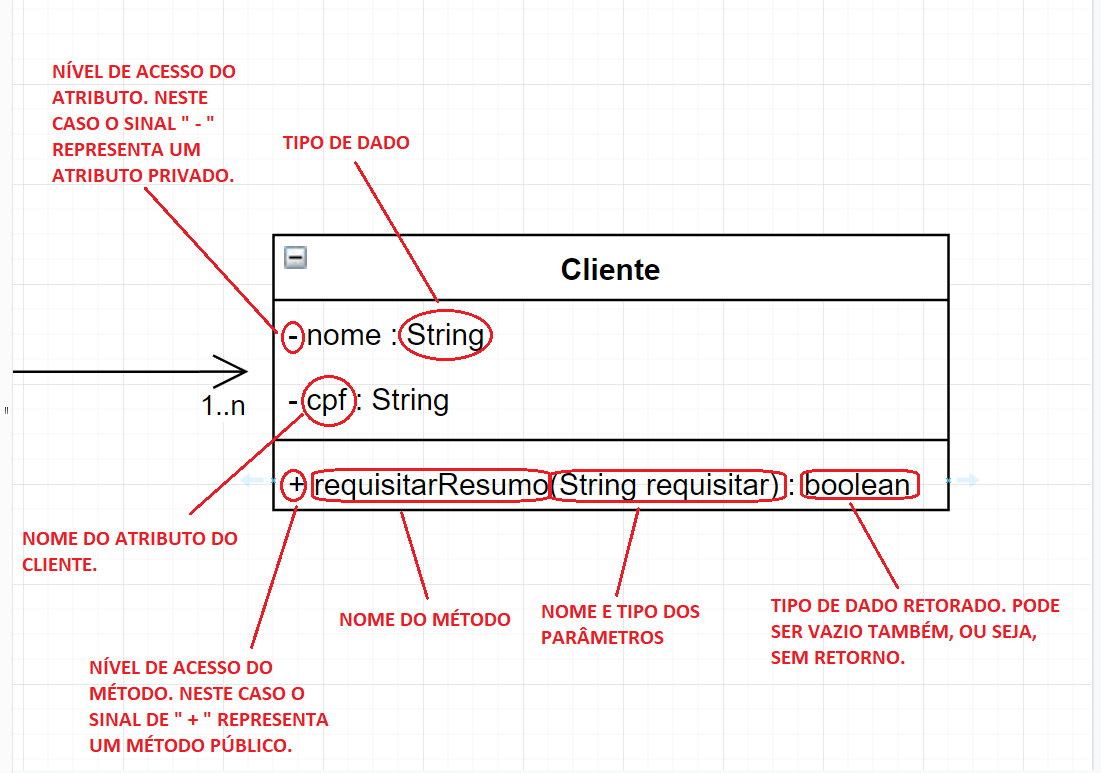 NÍVEL DE ACESSO DO
ATRIBUTO. NESTE
CASO O SINAL " - "
REPRESENTA UM
ATRIBUTO PRIVADO.
TIPO DE DADO
Cliente
- nome : String
1..n
- cpf : String
+ requisitarResumo(String requisitar) : boolean
NOME DO ATRIBUTO DO
CLIENTE.
NOME DO MÉTODO
NOME E TIPO DOS
PARÂMETROS
TIPO DE DADO RETORADO. PODE
SER VAZIO TAMBÉM, OU SEJA,
SEM RETORNO.
NÍVEL DE ACESSO DO
MÉTÓDO. NESTE CASO O
SINAL DE " + " REPRESENTA
UM MÉTODO PÚBLICO.